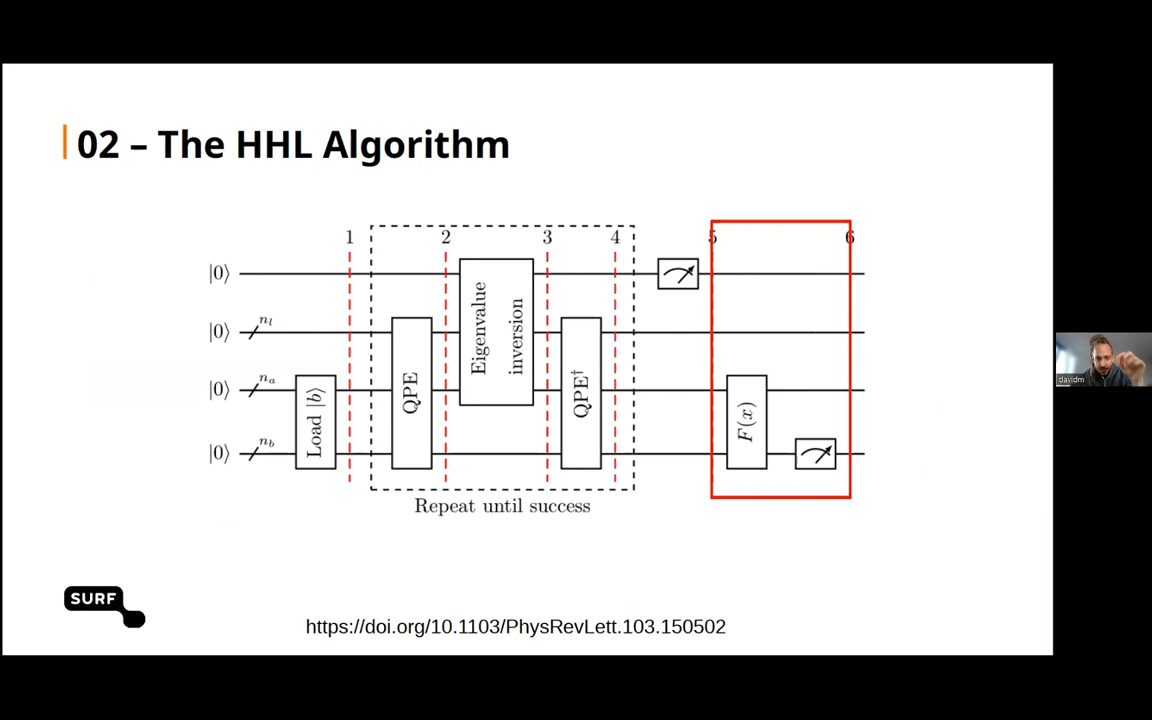 02 – The HHL Algorithm
1 2 3 4 5 6
|0⟩
|0⟩ n_l
|0⟩ n_a
|0⟩ n_b
Load |b⟩
QPE
Eigenvalue
inversion
QPE†
F(x)
Repeat until success
SURF
https://doi.org/10.1103/PhysRevLett.103.150502
davidm